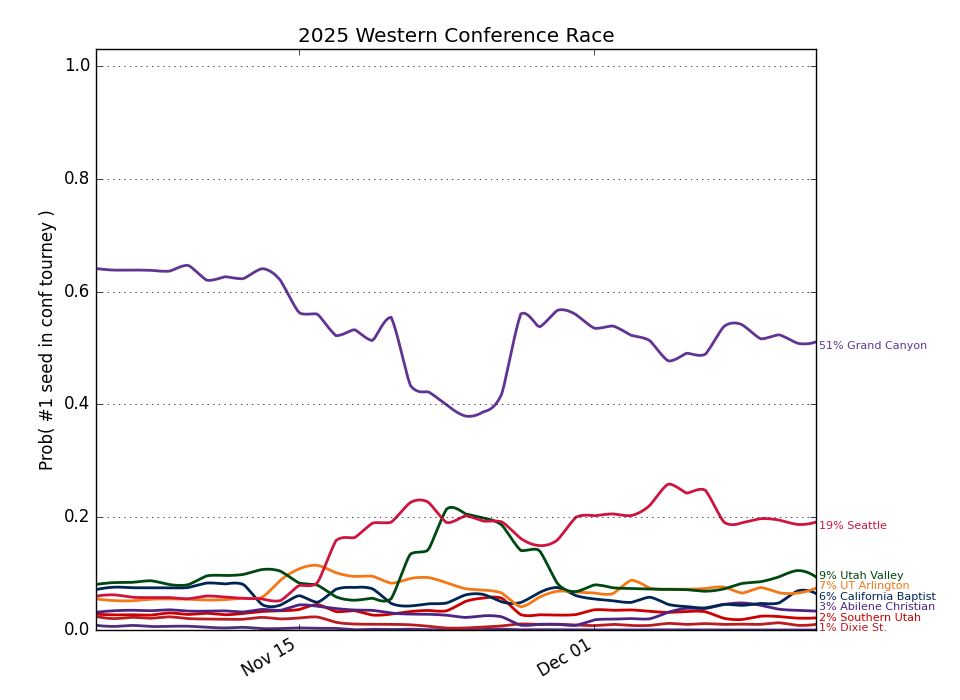 2025 Western Conference Race
Prob( #1 seed in conf tourney )
1.0
0.8
0.6
0.4
0.2
0.0
Nov 15
Dec 01
51% Grand Canyon
19% Seattle
9% Utah Valley
7% UT Arlington
6% California Baptist
3% Abilene Christian
2% Southern Utah
1% Dixie St.